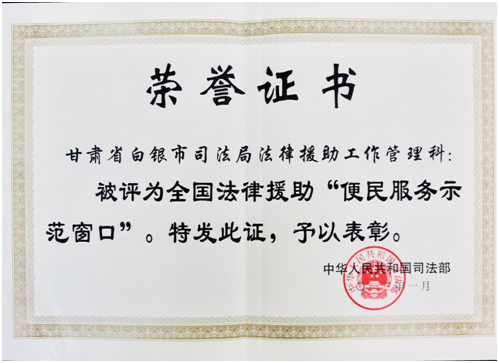 荣誉证书
甘肃省白银市司法局法律援助工作管理科：
被评为全国法律援助“便民服务示
范窗口”。特发此证，予以表彰。
中华人民共和国司法部
一月